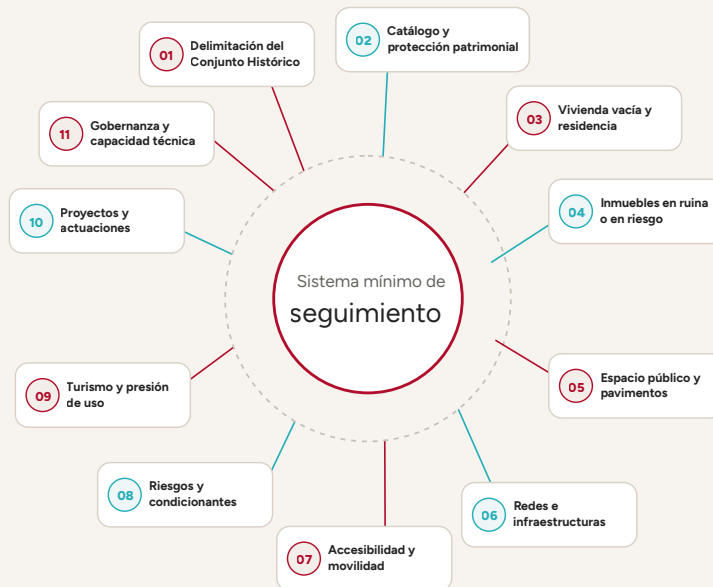 01
Delimitación del
Conjunto Histórico
02
Catálogo y
protección patrimonial
03
Vivienda vacía y
residencia
04
Inmuebles en ruina
o en riesgo
05
Espacio público y
pavimentos
06
Redes e
infraestructuras
07
Accesibilidad y
movilidad
08
Riesgos y
condicionantes
09
Turismo y presión
de uso
10
Proyectos y
actuaciones
11
Gobernanza y
capacidad técnica
Sistema mínimo de
seguimiento